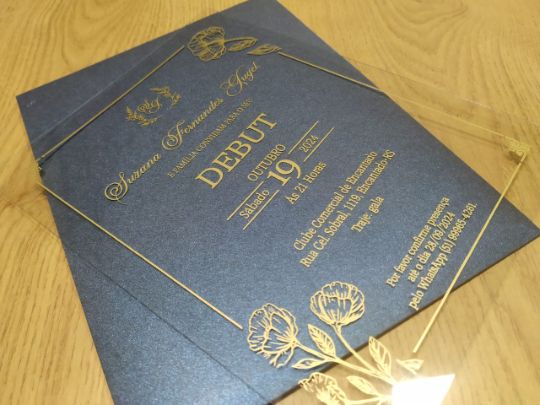 Suzana Fernandes Gugel
E FAMÍLIA CONVIDAM PARA O SEU
DEBUT
OUTUBRO
Sábado 19 2024
Às 21 Horas
Clube Comercial de Encantado
Rua Cel. Sobral, 1119, Encantado-RS
Traje: gala
Por favor confirme presença
até o dia 28/09/2024
pelo WhatsApp (51) 99965-4261.